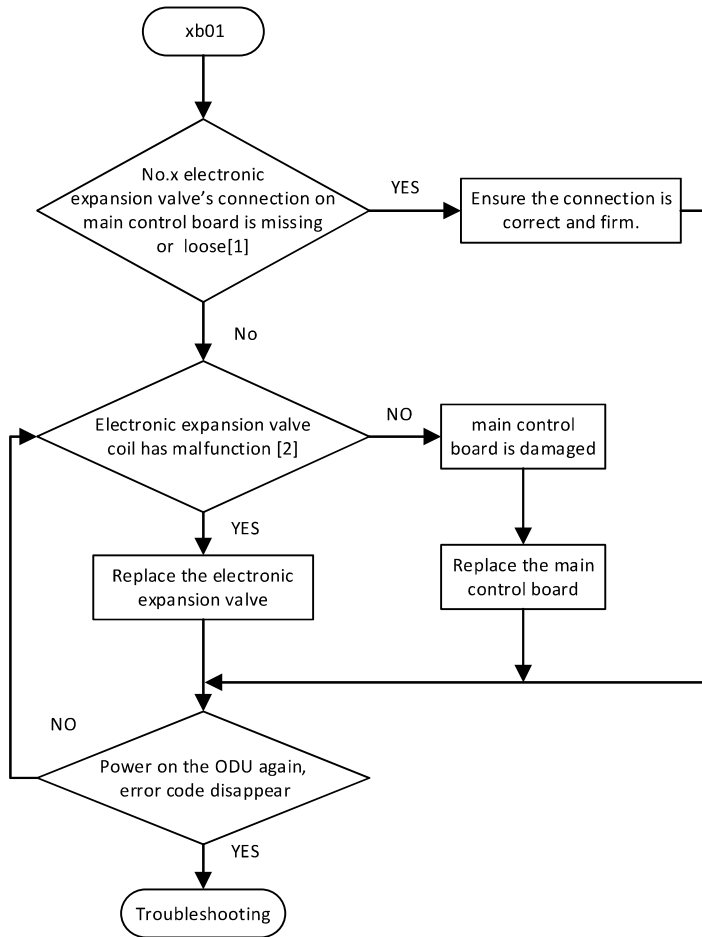 xb01
No.x electronic
expansion valve's connection on
main control board is missing
or loose[1]
YES
Ensure the connection is
correct and firm.
No
Electronic expansion valve
coil has malfunction [2]
NO
main control
board is damaged
YES
Replace the electronic
expansion valve
Replace the main
control board
NO
Power on the ODU again,
error code disappear
YES
Troubleshooting